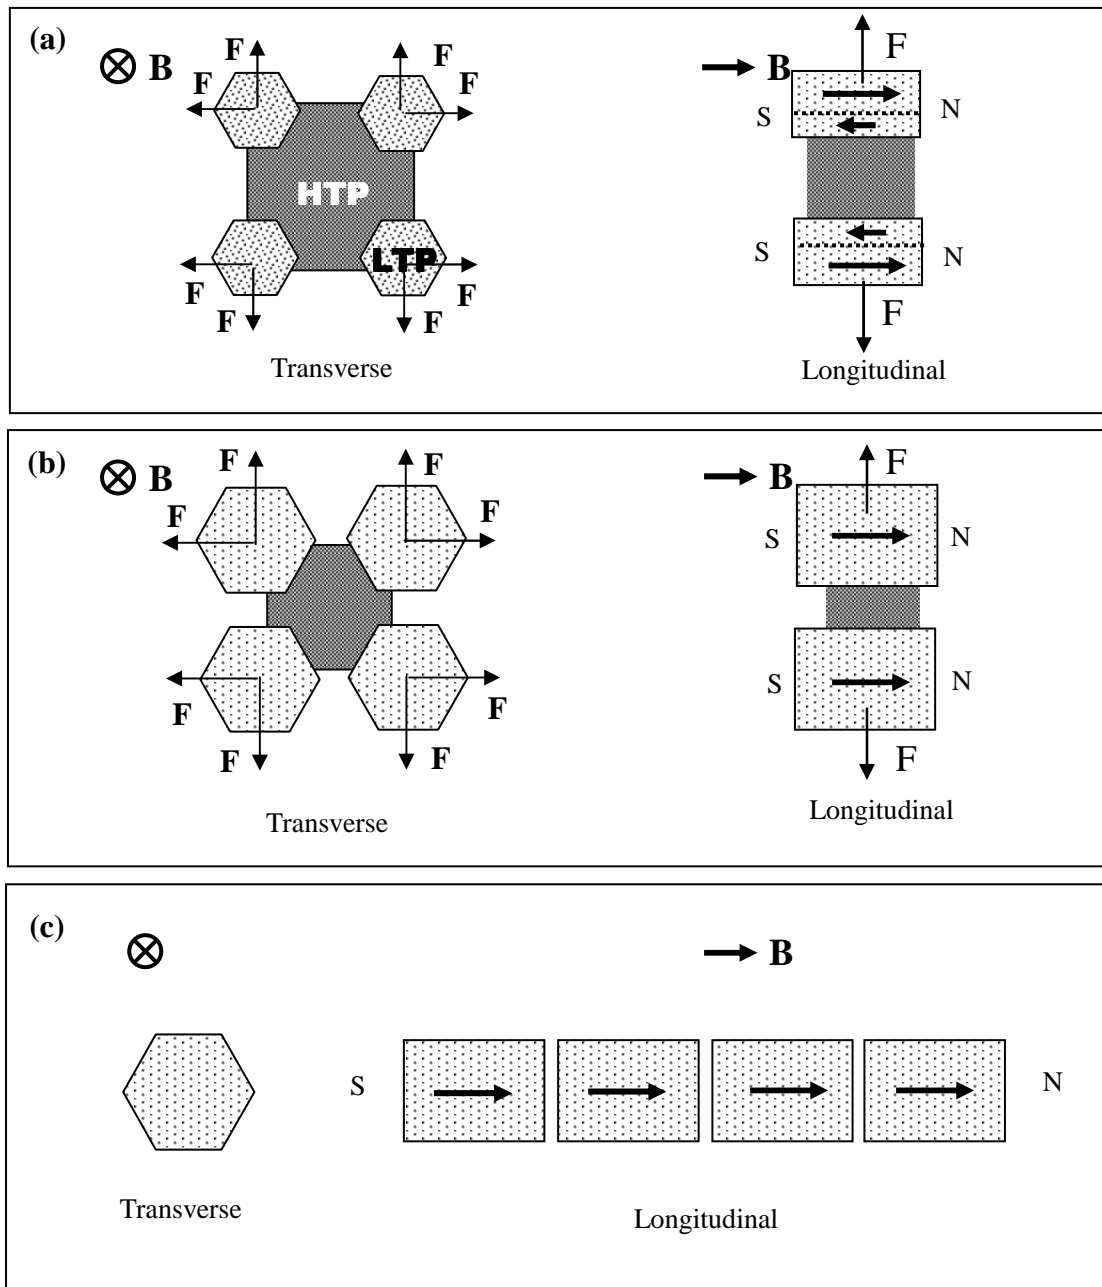 (a)
B
F F
F F
HTP
LTP
F F
F F
Transverse
B
F
S N
S N
F
Longitudinal
(b)
B
F F
F F
F F
F F
Transverse
B
F
S N
S N
F
Longitudinal
(c)
B
S N
Transverse
Longitudinal